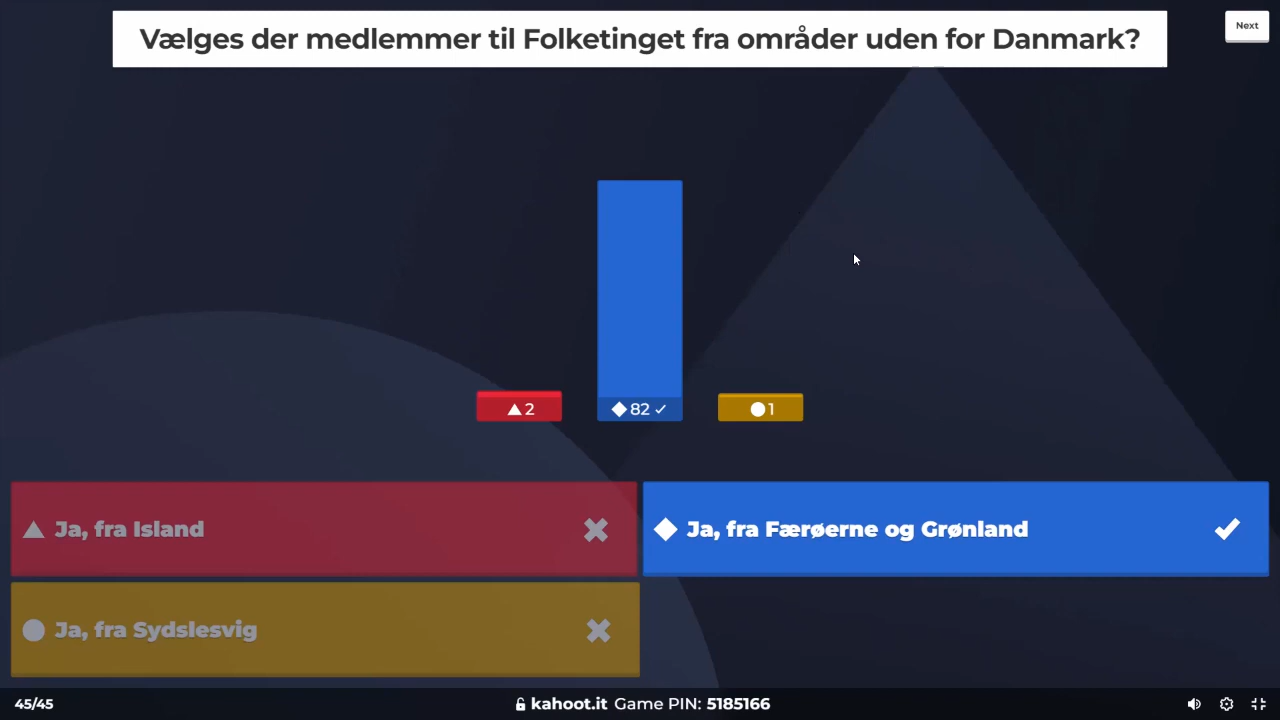 Vælges der medlemmer til Folketinget fra områder uden for Danmark?
Next
2
82
1
Ja, fra Island
Ja, fra Færøerne og Grønland
Ja, fra Sydslesvig
45/45
kahoot.it Game PIN: 5185166